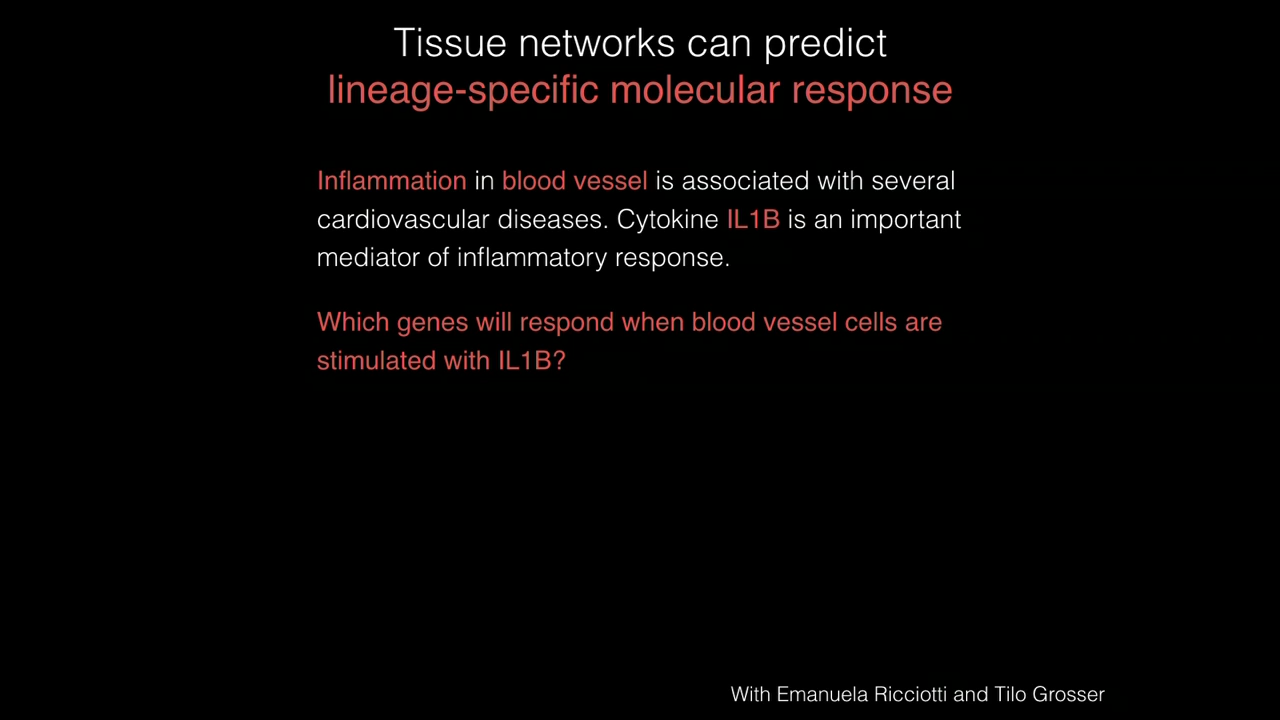 Tissue networks can predict
lineage-specific molecular response
Inflammation in blood vessel is associated with several
cardiovascular diseases. Cytokine IL1B is an important
mediator of inflammatory response.
Which genes will respond when blood vessel cells are
stimulated with IL1B?
With Emanuela Ricciotti and Tilo Grosser